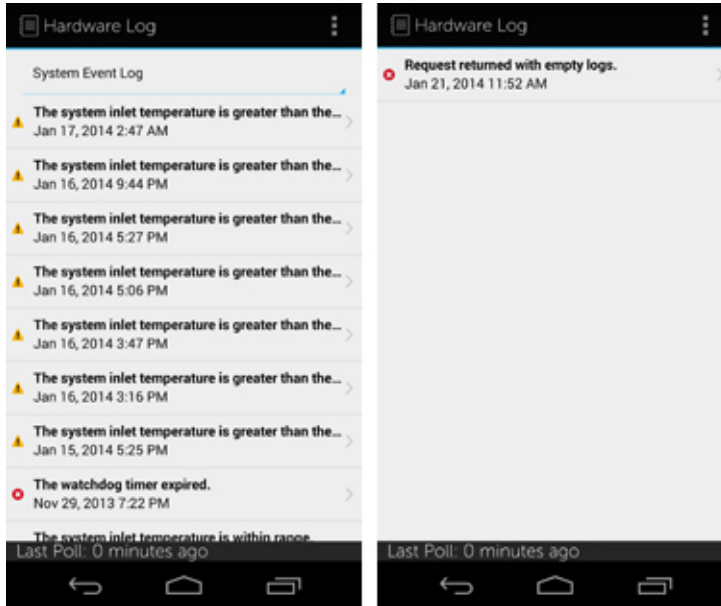 Hardware Log
System Event Log
The system inlet temperature is greater than the...
Jan 17, 2014 2:47 AM
The system inlet temperature is greater than the...
Jan 16, 2014 9:44 PM
The system inlet temperature is greater than the...
Jan 16, 2014 5:27 PM
The system inlet temperature is greater than the...
Jan 16, 2014 5:06 PM
The system inlet temperature is greater than the...
Jan 16, 2014 3:47 PM
The system inlet temperature is greater than the...
Jan 16, 2014 3:16 PM
The system inlet temperature is greater than the...
Jan 15, 2014 5:25 PM
The watchdog timer expired.
Nov 29, 2013 7:22 PM
The system inlet temperature is within range.
Last Poll: 0 minutes ago
Hardware Log
Request returned with empty logs.
Jan 21, 2014 11:52 AM
Last Poll: 0 minutes ago